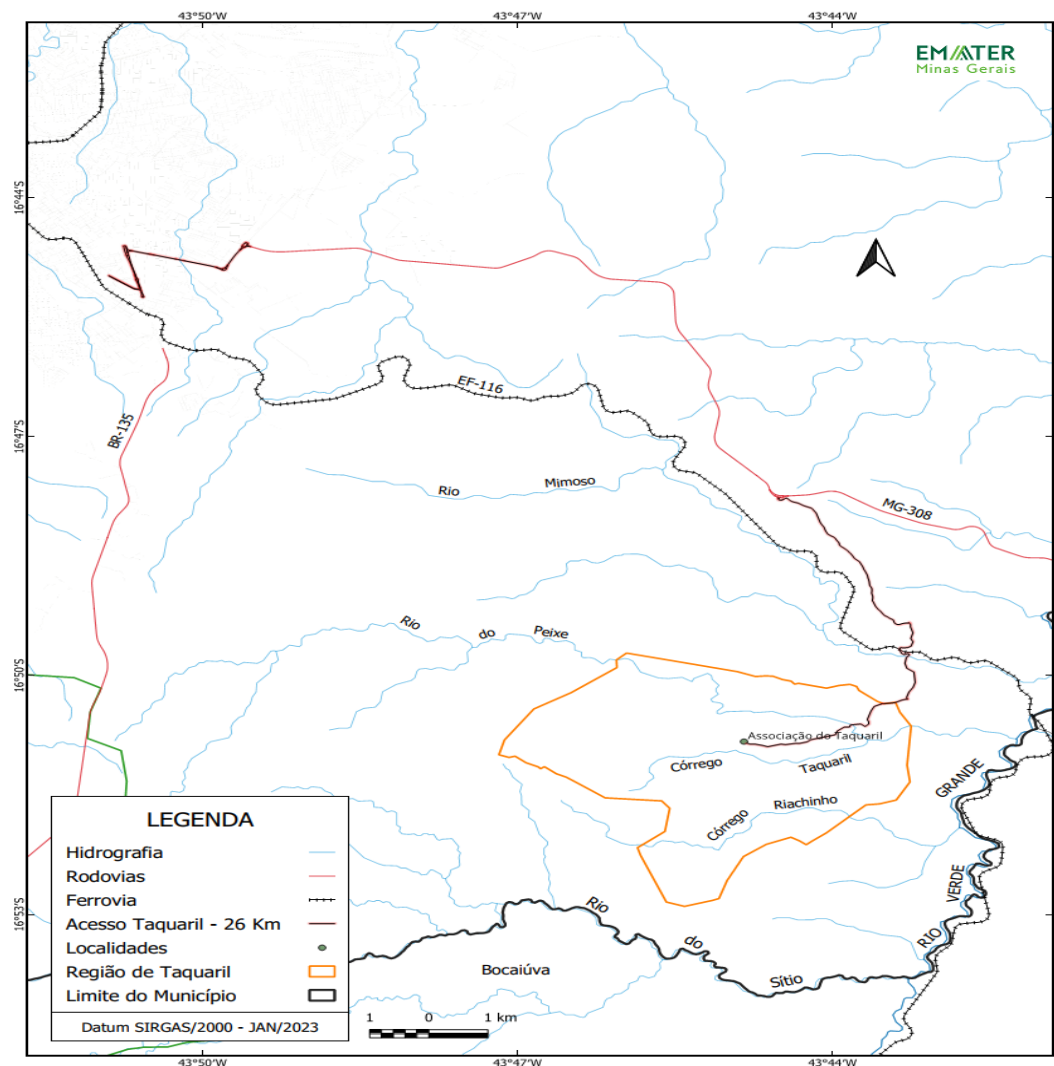 43°50'W
43°47'W
43°44'W
EMATER
Minas Gerais
16°44'S
16°47'S
16°50'S
16°53'S
EF-116
BR-135
Rio Mimoso
MG-308
Rio do Peixe
Associação do Taquaril
Córrego Taquaril
Córrego do Riachinho
RIO VERDE GRANDE
Rio do Sítio
Bocaiúva
LEGENDA
Hidrografia
Rodovias
Ferrovia
Acesso Taquaril - 26 Km
Localidades
Região de Taquaril
Limite do Município
Datum SIRGAS/2000 - JAN/2023
1 0 1 km
43°50'W
43°47'W
43°44'W